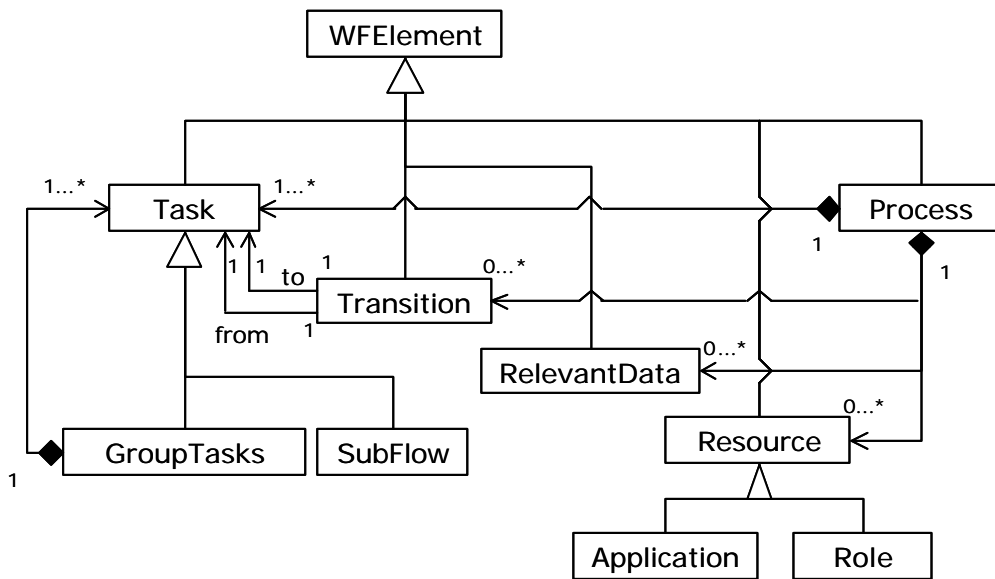 WFElement
1...*
1...*
Task
Process
1
1
1
1
to
1
0...*
Transition
from
1
0...*
RelevantData
0...*
Resource
GroupTasks
SubFlow
1
Application
Role